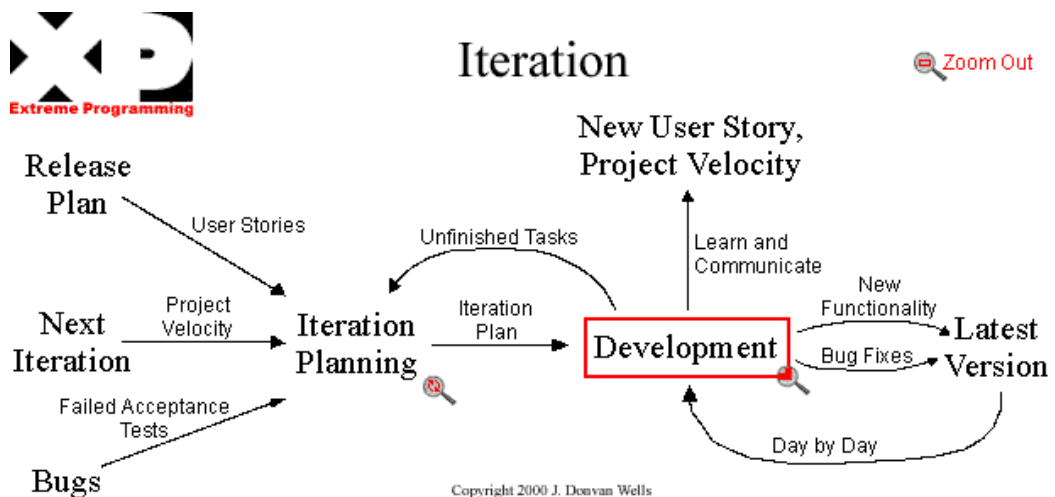 XP
Extreme Programming
Iteration
Zoom Out
New User Story,
Project Velocity
Release
Plan
User Stories
Unfinished Tasks
Learn and
Communicate
Next
Iteration
Project
Velocity
Iteration
Planning
Iteration
Plan
Development
New
Functionality
Bug Fixes
Latest
Version
Failed Acceptance
Tests
Day by Day
Bugs
Copyright 2000 J. Donvan Wells